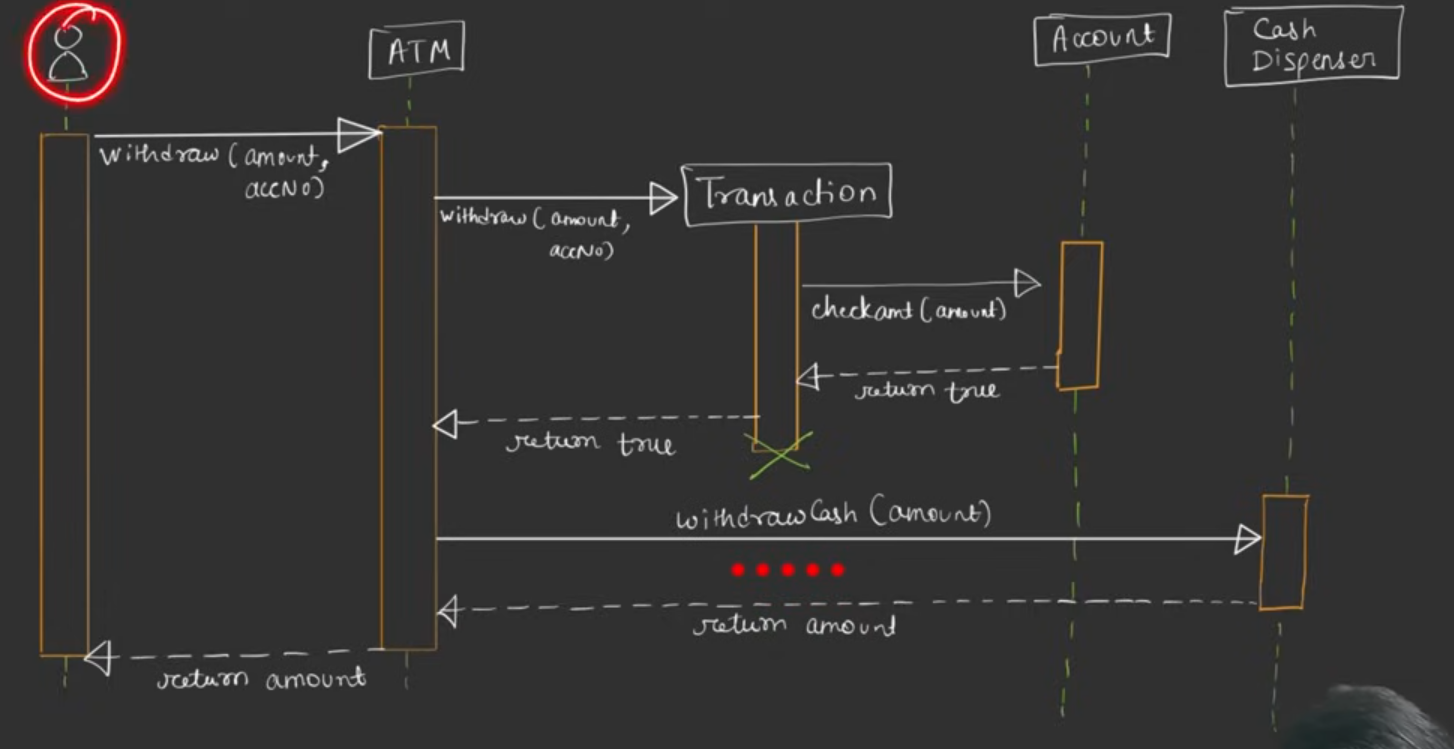 ATM
Account
Cash
Dispenser
withdraw (amount,
accNo)
Transaction
withdraw (amount,
accNo)
checkamt (amount)
return true
return true
withdrawCash (amount)
return amount
return amount